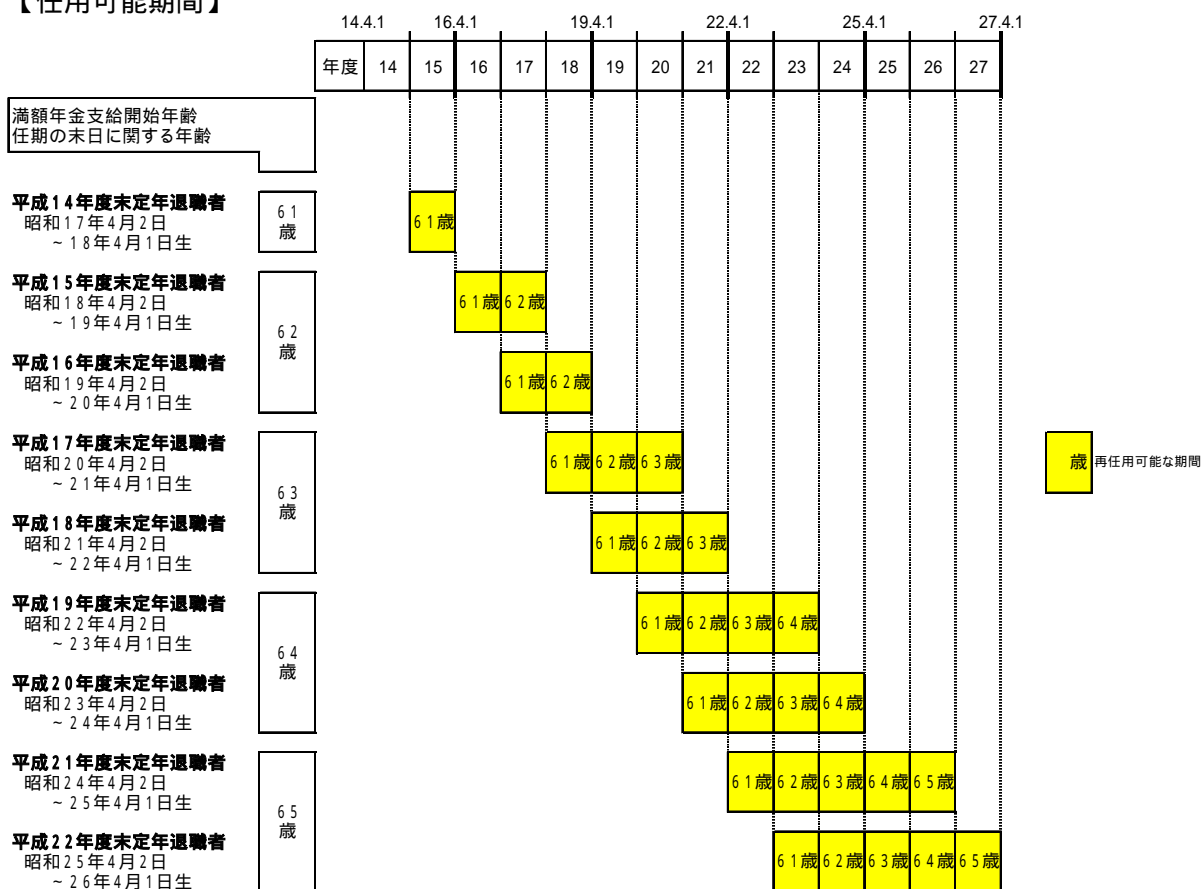 【任用可能期間】
14.4.1 16.4.1 19.4.1 22.4.1 25.4.1 27.4.1
年度 14 15 16 17 18 19 20 21 22 23 24 25 26 27
満額年金支給開始年齢
任期の末日に関する年齢
平成14年度末定年退職者
昭和17年4月2日
~18年4月1日生
61
歳
61歳
平成15年度末定年退職者
昭和18年4月2日
~19年4月1日生
62
歳
61歳 62歳
平成16年度末定年退職者
昭和19年4月2日
~20年4月1日生
61歳 62歳
平成17年度末定年退職者
昭和20年4月2日
~21年4月1日生
63
歳
61歳 62歳 63歳
歳 再任用可能な期間
平成18年度末定年退職者
昭和21年4月2日
~22年4月1日生
61歳 62歳 63歳
平成19年度末定年退職者
昭和22年4月2日
~23年4月1日生
64
歳
61歳 62歳 63歳 64歳
平成20年度末定年退職者
昭和23年4月2日
~24年4月1日生
61歳 62歳 63歳 64歳
平成21年度末定年退職者
昭和24年4月2日
~25年4月1日生
65
歳
61歳 62歳 63歳 64歳 65歳
平成22年度末定年退職者
昭和25年4月2日
~26年4月1日生
61歳 62歳 63歳 64歳 65歳